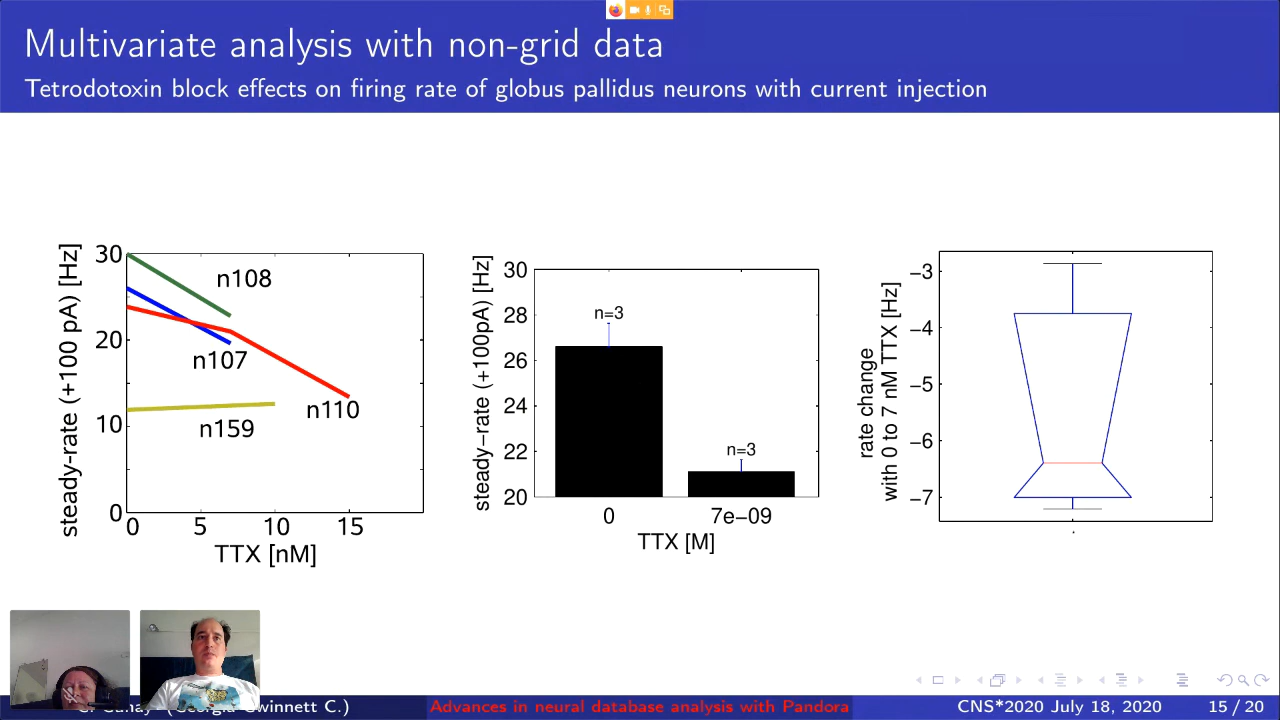 Multivariate analysis with non-grid data
Tetrodotoxin block effects on firing rate of globus pallidus neurons with current injection
steady-rate (+100 pA) [Hz]
30
20
10
0
n108
n107
n110
n159
0 5 10 15
TTX [nM]
steady−rate (+100pA) [Hz]
30
28
26
24
22
20
n=3
n=3
0 7e−09
TTX [M]
rate change
with 0 to 7 nM TTX [Hz]
−3
−4
−5
−6
−7
(Georgia Gwinnett C.)
Advances in neural database analysis with Pandora
CNS*2020 July 18, 2020
15 / 20